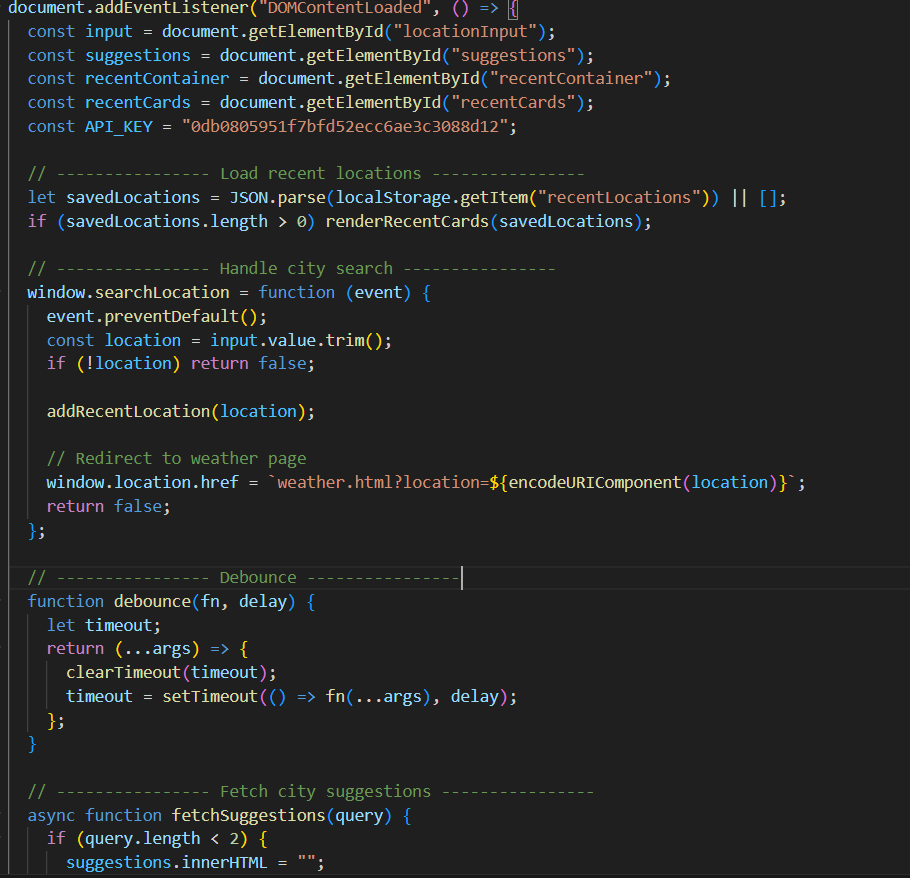 document.addEventListener("DOMContentLoaded", () => {
const input = document.getElementById("locationInput");
const suggestions = document.getElementById("suggestions");
const recentContainer = document.getElementById("recentContainer");
const recentCards = document.getElementById("recentCards");
const API_KEY = "0db0805951f7bfd52ecc6ae3c3088d12";
// ---------------- Load recent locations ----------------
let savedLocations = JSON.parse(localStorage.getItem("recentLocations")) || [];
if (savedLocations.length > 0) renderRecentCards(savedLocations);
// ---------------- Handle city search ----------------
window.searchLocation = function (event) {
event.preventDefault();
const location = input.value.trim();
if (!location) return false;
addRecentLocation(location);
// Redirect to weather page
window.location.href = `weather.html?location=${encodeURIComponent(location)}`;
return false;
};
// ---------------- Debounce ----------------
function debounce(fn, delay) {
let timeout;
return (...args) => {
clearTimeout(timeout);
timeout = setTimeout(() => fn(...args), delay);
};
}
// ---------------- Fetch city suggestions ----------------
async function fetchSuggestions(query) {
if (query.length < 2) {
suggestions.innerHTML = "";